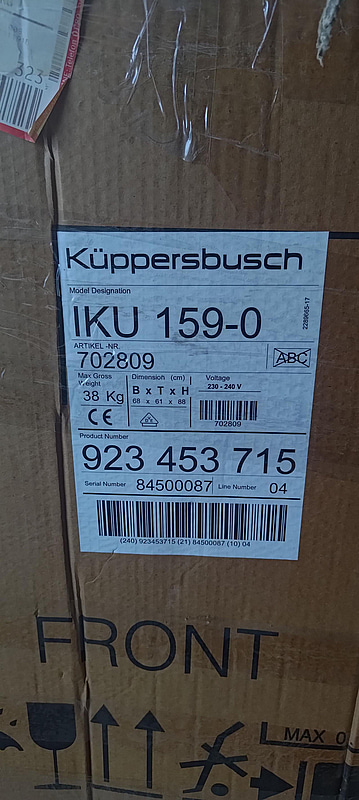 323
Küppersbusch
Model Designation
IKU 159-0
2289665-17
ARTIKEL -NR.
702809
ABC
Max Gross Weight
38 Kg
Dimension (cm)
B x T x H
68 x 61 x 88
Voltage
230 - 240 V
CE
702809
Product Number
923 453 715
Serial Number 84500087 Line Number 04
(240) 923453715 (21) 84500087 (10) 04
FRONT
MAX 0